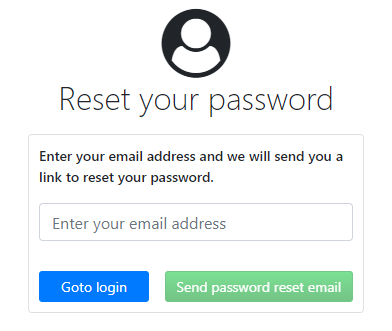 Reset your password
Enter your email address and we will send you a
link to reset your password.
Enter your email address
Goto login
Send password reset email